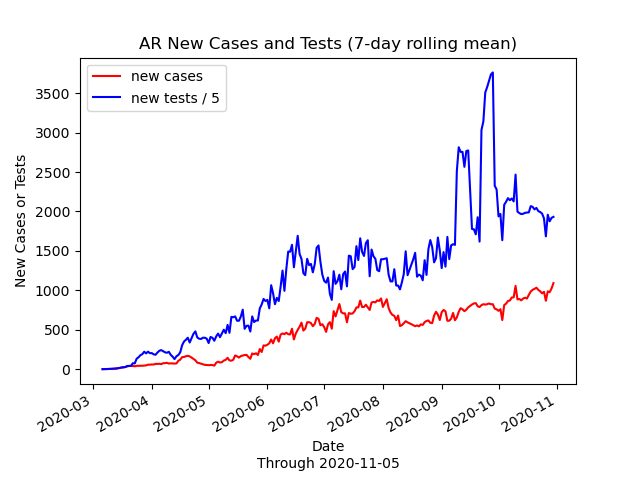 AR New Cases and Tests (7-day rolling mean)
new cases
new tests / 5
New Cases or Tests
3500
3000
2500
2000
1500
1000
500
0
2020-03
2020-04
2020-05
2020-06
2020-07
2020-08
2020-09
2020-10
2020-11
Date
Through 2020-11-05